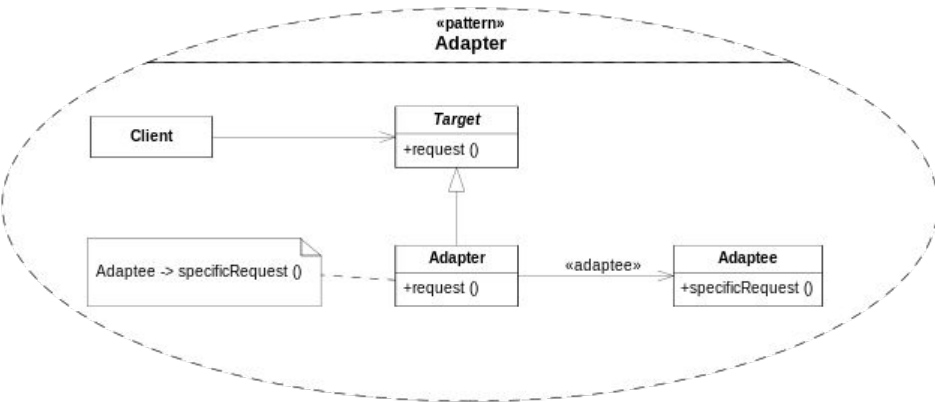 «pattern»
Adapter
Client
Target
+request ()
Adaptee -> specificRequest ()
Adapter
+request ()
«adaptee»
Adaptee
+specificRequest ()